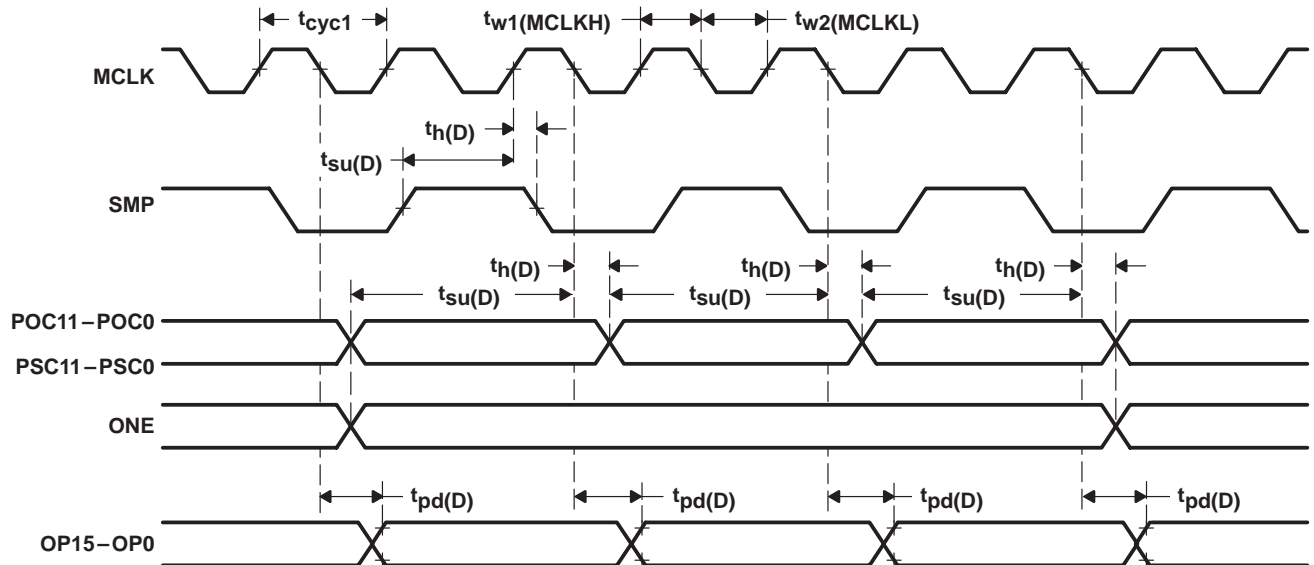 tcyc1
tw1(MCLKH)
tw2(MCLKL)
MCLK
th(D)
tsu(D)
SMP
th(D)
th(D)
th(D)
tsu(D)
tsu(D)
tsu(D)
POC11–POC0
PSC11–PSC0
ONE
tpd(D)
tpd(D)
tpd(D)
tpd(D)
OP15–OP0